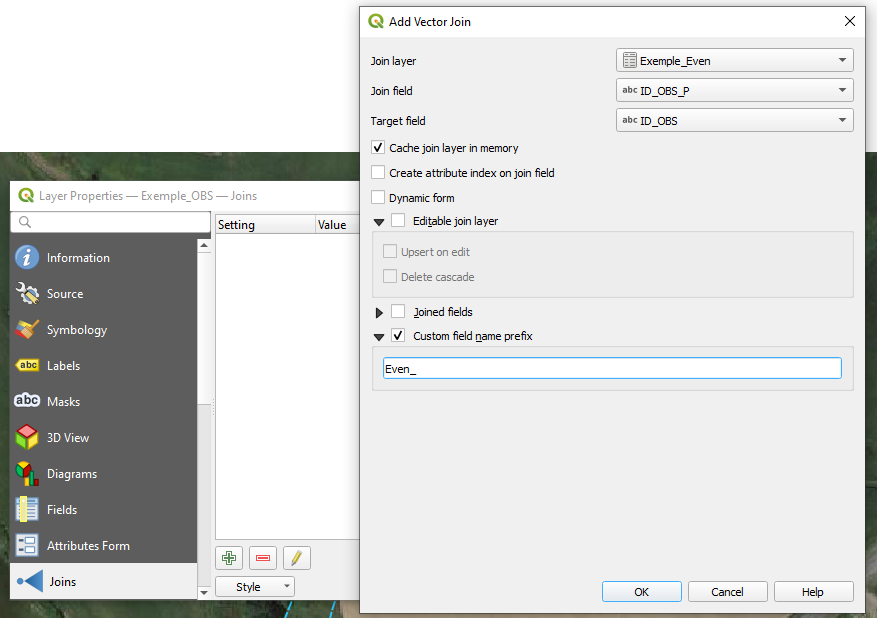 Add Vector Join
Join layer
Exemple_Even
Join field
abc ID_OBS_P
Target field
abc ID_OBS
Cache join layer in memory
Create attribute index on join field
Dynamic form
Editable join layer
Upsert on edit
Delete cascade
Joined fields
Custom field name prefix
Even_
OK
Cancel
Help
Layer Properties — Exemple_OBS — Joins
Setting
Value
Information
Source
Symbology
abc Labels
abc Masks
3D View
Diagrams
Fields
Attributes Form
Joins
Style